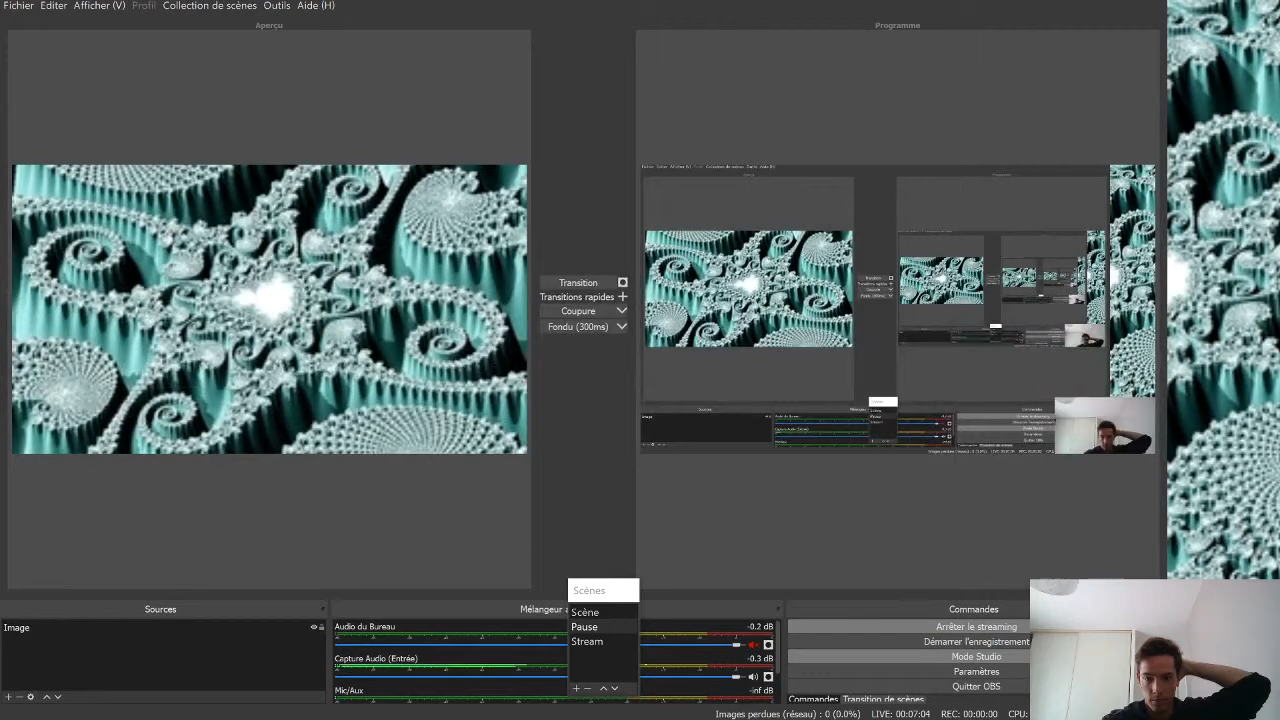 Fichier Editer Afficher (V) Profil Collection de scènes Outils Aide (H)
Aperçu
Programme
Transition
Transitions rapides
Coupure
Fondu (300ms)
Sources
Image
Mélangeur a
Audio du Bureau -0.2 dB
Capture Audio (Entrée) -0.3 dB
Mic/Aux -inf dB
Scènes
Scène
Pause
Stream
Commandes
Arrêter le streaming
Démarrer l'enregistrement
Mode Studio
Paramètres
Quitter OBS
Commandes Transition de scènes
Images perdues (réseau) : 0 (0.0%) LIVE: 00:07:04 REC: 00:00:00 CPU: